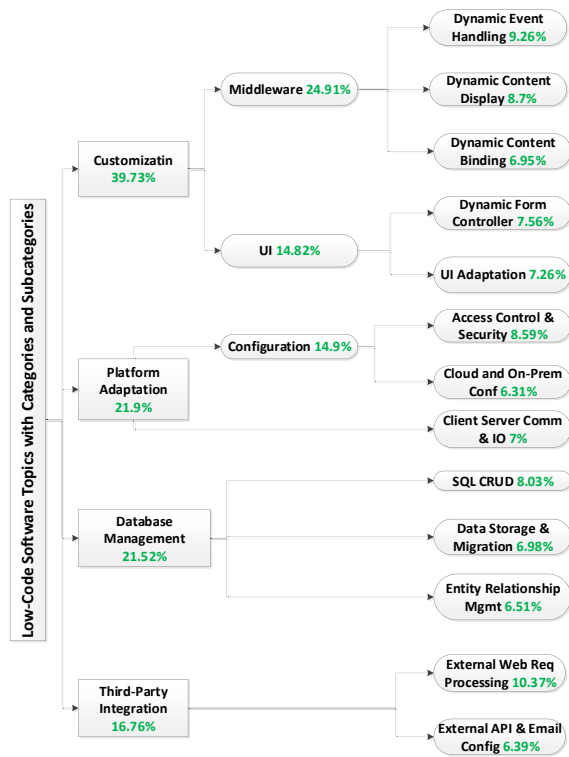 Low-Code Software Topics with Categories and Subcategories
Customizatin
39.73%
Middleware 24.91%
Dynamic Event
Handling 9.26%
Dynamic Content
Display 8.7%
Dynamic Content
Binding 6.95%
UI 14.82%
Dynamic Form
Controller 7.56%
UI Adaptation 7.26%
Platform
Adaptation
21.9%
Configuration 14.9%
Access Control &
Security 8.59%
Cloud and On-Prem
Conf 6.31%
Client Server Comm
& IO 7%
Database
Management
21.52%
SQL CRUD 8.03%
Data Storage &
Migration 6.98%
Entity Relationship
Mgmt 6.51%
Third-Party
Integration
16.76%
External Web Req
Processing 10.37%
External API & Email
Config 6.39%